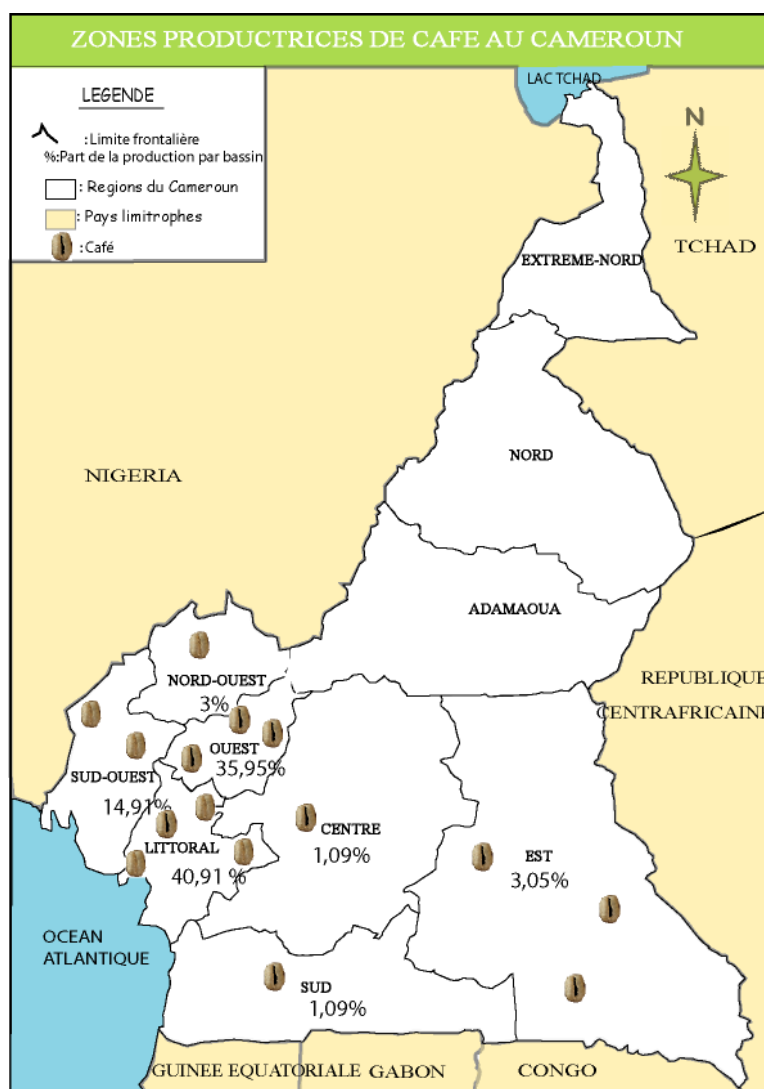 ZONES PRODUCTRICES DE CAFE AU CAMEROUN
LEGENDE
:Limite frontalière
%:Part de la production par bassin
: Regions du Cameroun
: Pays limitrophes
: Café
LAC TCHAD
N
TCHAD
EXTREME-NORD
NORD
NIGERIA
ADAMAOUA
REPUBLIQUE
CENTRAFRICAINE
NORD-OUEST
3%
OUEST
35,95%
SUD-OUEST
14,91%
LITTORAL
40,91 %
CENTRE
1,09%
EST
3,05%
OCEAN
ATLANTIQUE
SUD
1,09%
GUINEE EQUATORIALE
GABON
CONGO